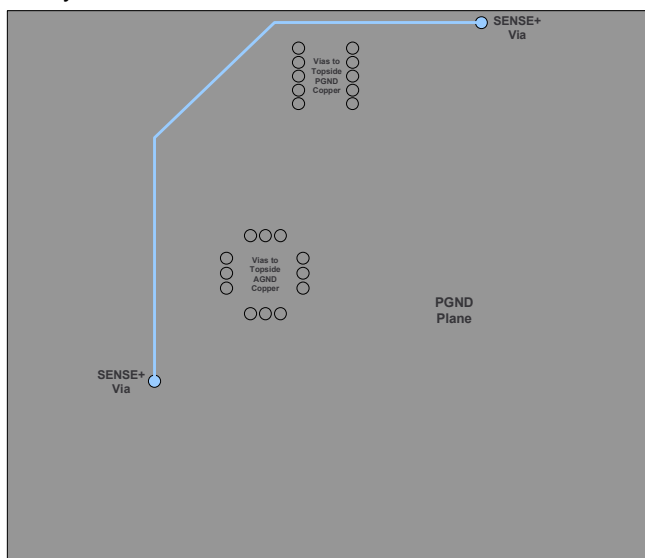 SENSE+
Via
Vias to
Topside
PGND
Copper
Vias to
Topside
AGND
Copper
PGND
Plane
SENSE+
Via